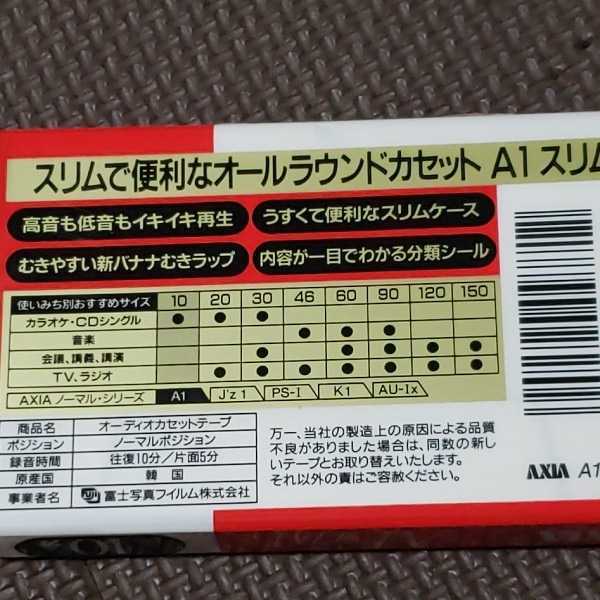 スリムで便利なオールラウンドカセット A1 スリム
高音も低音もイキイキ再生
うすくて便利なスリムケース
むきやすい新バナナむきラップ
内容が一目でわかる分類シール
使いみち別おすすめサイズ 10 20 30 46 60 90 120 150
カラオケ・CDシングル ● ● ●
音楽 ● ● ●
会議、講義、講演 ● ● ● ● ●
TV、ラジオ ● ● ● ● ● ● ●
AXIA ノーマル・シリーズ A1 J'z 1 PS-I K1 AU-Ix
商品名 オーディオカセットテープ
ポジション ノーマルポジション
録音時間 往復10分／片面5分
原産国 韓国
事業者名 富士写真フイルム株式会社
万一、当社の製造上の原因による品質
不良がありました場合は、同数の新し
いテープとお取り替えいたします。
それ以外の責はご容赦ください。
AXIA A1